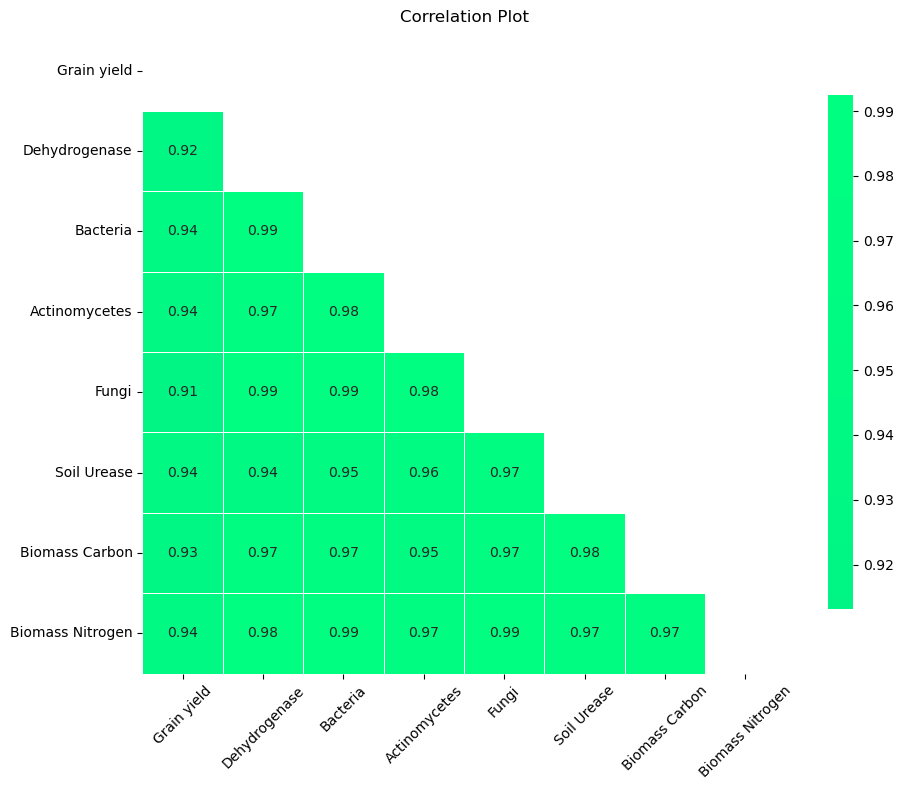 Correlation Plot
Grain yield
Dehydrogenase 0.92
Bacteria 0.94 0.99
Actinomycetes 0.94 0.97 0.98
Fungi 0.91 0.99 0.99 0.98
Soil Urease 0.94 0.94 0.95 0.96 0.97
Biomass Carbon 0.93 0.97 0.97 0.95 0.97 0.98
Biomass Nitrogen 0.94 0.98 0.99 0.97 0.99 0.97 0.97
Grain yield
Dehydrogenase
Bacteria
Actinomycetes
Fungi
Soil Urease
Biomass Carbon
Biomass Nitrogen
0.99
0.98
0.97
0.96
0.95
0.94
0.93
0.92